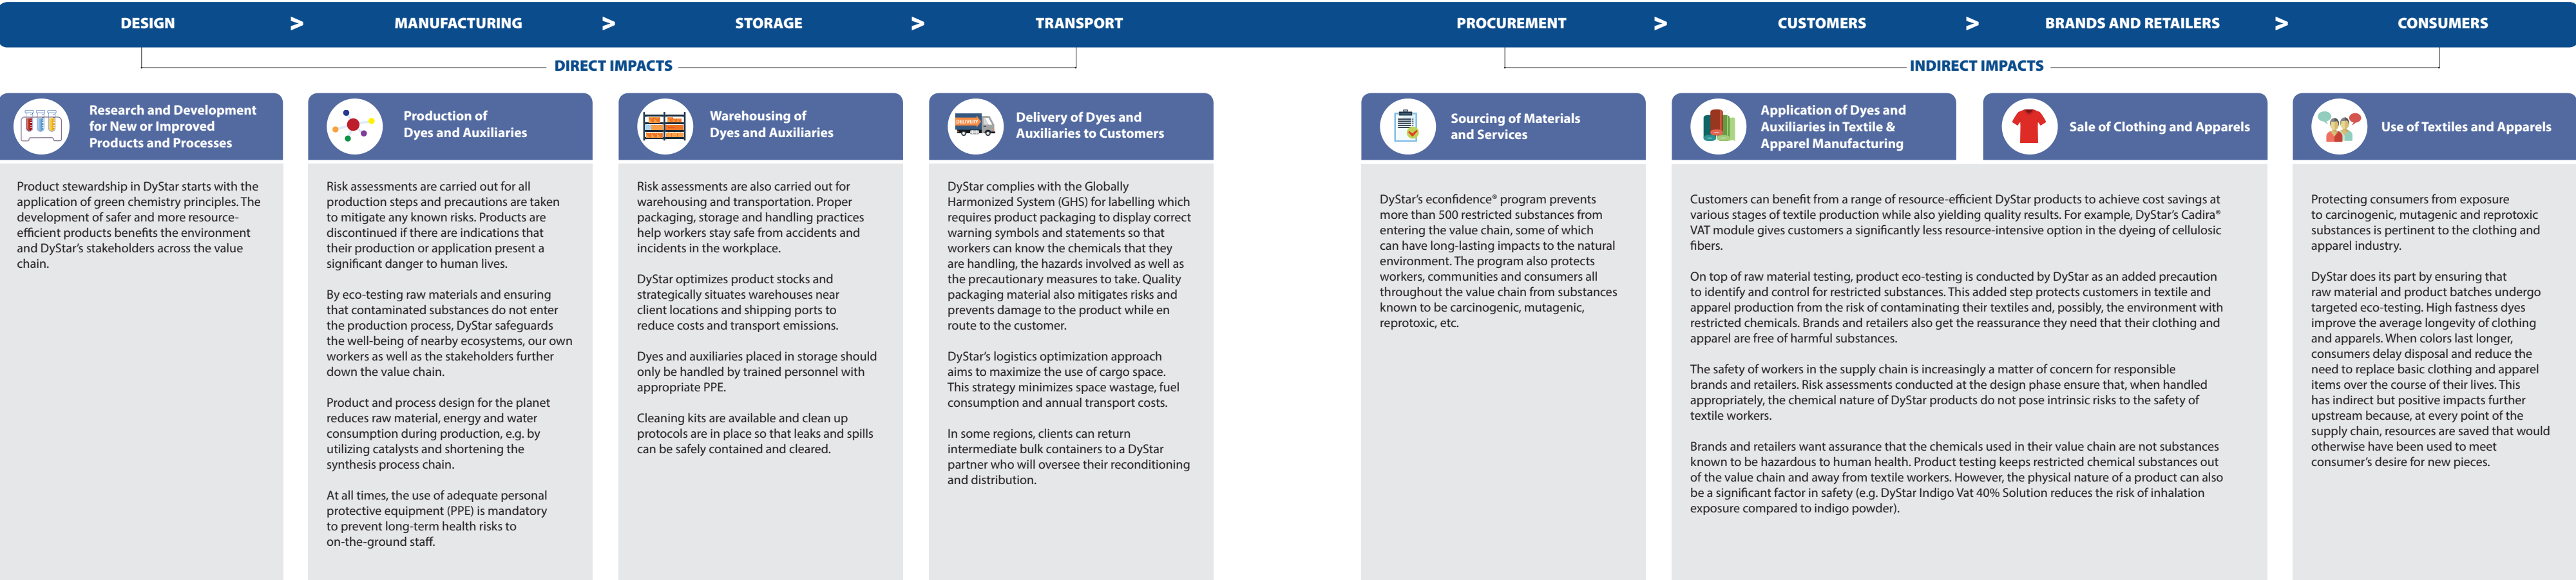 DESIGN > MANUFACTURING > STORAGE > TRANSPORT PROCUREMENT > CUSTOMERS > BRANDS AND RETAILERS > CONSUMERS
DIRECT IMPACTS
INDIRECT IMPACTS
Research and Development
for New or Improved
Products and Processes
Product stewardship in DyStar starts with the
application of green chemistry principles. The
development of safer and more resource-
efficient products benefits the environment
and DyStar's stakeholders across the value
chain.
Production of
Dyes and Auxiliaries
Risk assessments are carried out for all
production steps and precautions are taken
to mitigate any known risks. Products are
discontinued if there are indications that
their production or application present a
significant danger to human lives.
By eco-testing raw materials and ensuring
that contaminated substances do not enter
the production process, DyStar safeguards
the well-being of nearby ecosystems, our own
workers as well as the stakeholders further
down the value chain.
Product and process design for the planet
reduces raw material, energy and water
consumption during production, e.g. by
utilizing catalysts and shortening the
synthesis process chain.
At all times, the use of adequate personal
protective equipment (PPE) is mandatory
to prevent long-term health risks to
on-the-ground staff.
Warehousing of
Dyes and Auxiliaries
Risk assessments are also carried out for
warehousing and transportation. Proper
packaging, storage and handling practices
help workers stay safe from accidents and
incidents in the workplace.
DyStar optimizes product stocks and
strategically situates warehouses near
client locations and shipping ports to
reduce costs and transport emissions.
Dyes and auxiliaries placed in storage should
only be handled by trained personnel with
appropriate PPE.
Cleaning kits are available and clean up
protocols are in place so that leaks and spills
can be safely contained and cleared.
DELIVERY
Delivery of Dyes and
Auxiliaries to Customers
DyStar complies with the Globally
Harmonized System (GHS) for labelling which
requires product packaging to display correct
warning symbols and statements so that
workers can know the chemicals that they
are handling, the hazards involved as well as
the precautionary measures to take. Quality
packaging material also mitigates risks and
prevents damage to the product while en
route to the customer.
DyStar's logistics optimization approach
aims to maximize the use of cargo space.
This strategy minimizes space wastage, fuel
consumption and annual transport costs.
In some regions, clients can return
intermediate bulk containers to a DyStar
partner who will oversee their reconditioning
and distribution.
Sourcing of Materials
and Services
DyStar's econfidence® program prevents
more than 500 restricted substances from
entering the value chain, some of which
can have long-lasting impacts to the natural
environment. The program also protects
workers, communities and consumers all
throughout the value chain from substances
known to be carcinogenic, mutagenic,
reprotoxic, etc.
Application of Dyes and
Auxiliaries in Textile &
Apparel Manufacturing
Sale of Clothing and Apparels
Customers can benefit from a range of resource-efficient DyStar products to achieve cost savings at
various stages of textile production while also yielding quality results. For example, DyStar's Cadira®
VAT module gives customers a significantly less resource-intensive option in the dyeing of cellulosic
fibers.
On top of raw material testing, product eco-testing is conducted by DyStar as an added precaution
to identify and control for restricted substances. This added step protects customers in textile and
apparel production from the risk of contaminating their textiles and, possibly, the environment with
restricted chemicals. Brands and retailers also get the reassurance they need that their clothing and
apparel are free of harmful substances.
The safety of workers in the supply chain is increasingly a matter of concern for responsible
brands and retailers. Risk assessments conducted at the design phase ensure that, when handled
appropriately, the chemical nature of DyStar products do not pose intrinsic risks to the safety of
textile workers.
Brands and retailers want assurance that the chemicals used in their value chain are not substances
known to be hazardous to human health. Product testing keeps restricted chemical substances out
of the value chain and away from textile workers. However, the physical nature of a product can also
be a significant factor in safety (e.g. DyStar Indigo Vat 40% Solution reduces the risk of inhalation
exposure compared to indigo powder).
Use of Textiles and Apparels
Protecting consumers from exposure
to carcinogenic, mutagenic and reprotoxic
substances is pertinent to the clothing and
apparel industry.
DyStar does its part by ensuring that
raw material and product batches undergo
targeted eco-testing. High fastness dyes
improve the average longevity of clothing
and apparels. When colors last longer,
consumers delay disposal and reduce the
need to replace basic clothing and apparel
items over the course of their lives. This
has indirect but positive impacts further
upstream because, at every point of the
supply chain, resources are saved that would
otherwise have been used to meet
consumer's desire for new pieces.